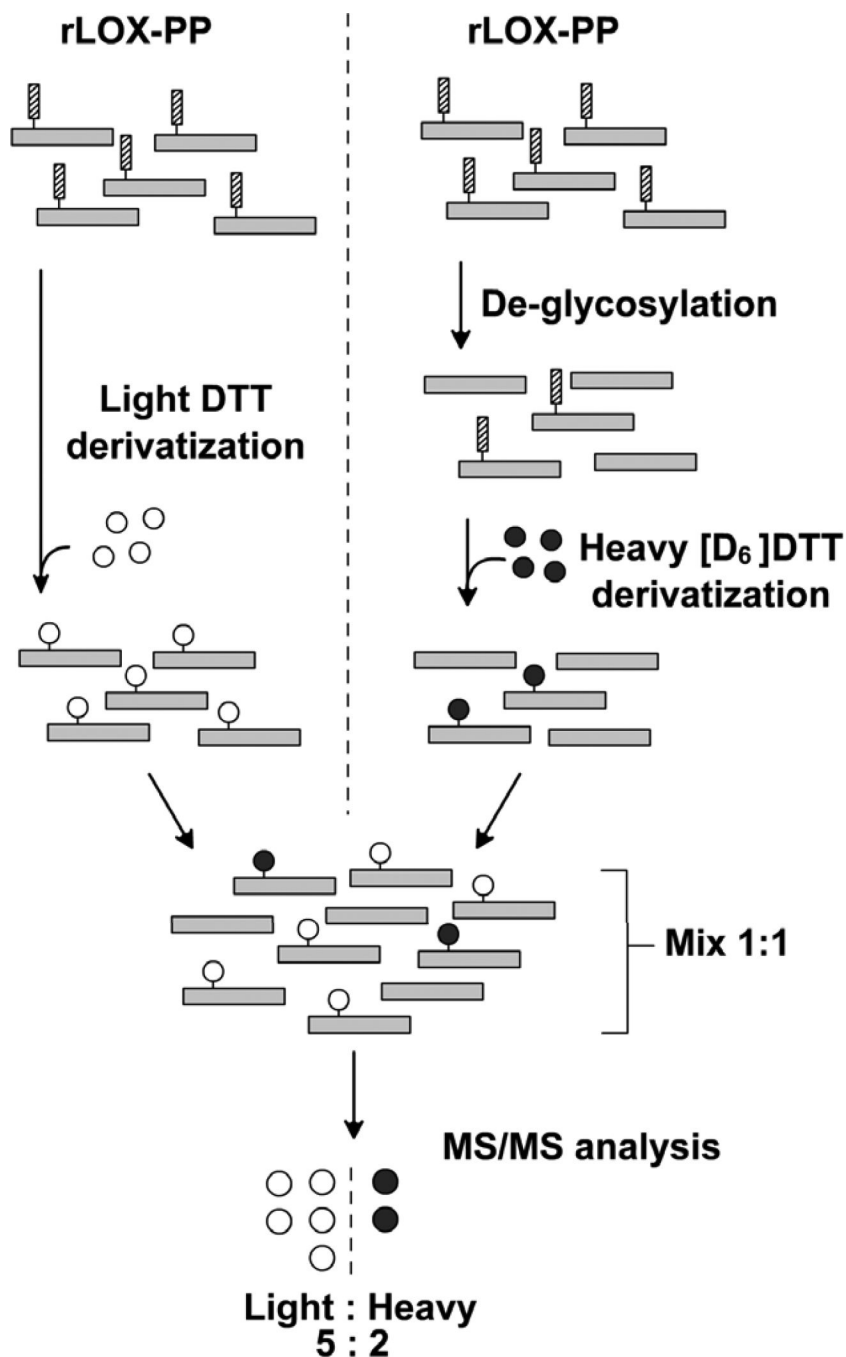 rLOX-PP
rLOX-PP
De-glycosylation
Light DTT
derivatization
Heavy [D6]DTT
derivatization
Mix 1:1
MS/MS analysis
Light : Heavy
5 : 2